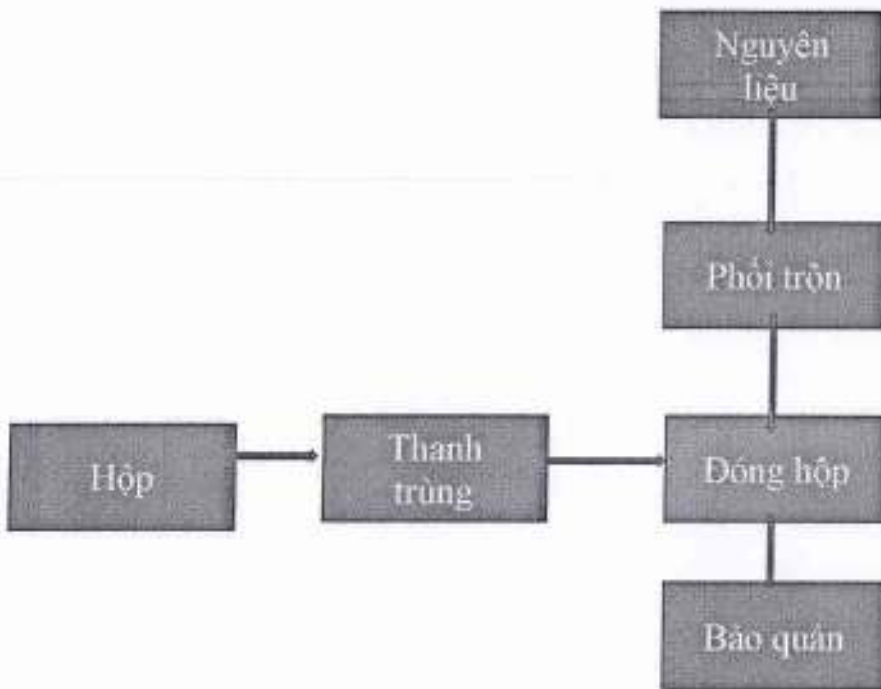 Nguyên
liệu
Phối trộn
Hộp
Thanh
trùng
Đóng hộp
Bảo quản